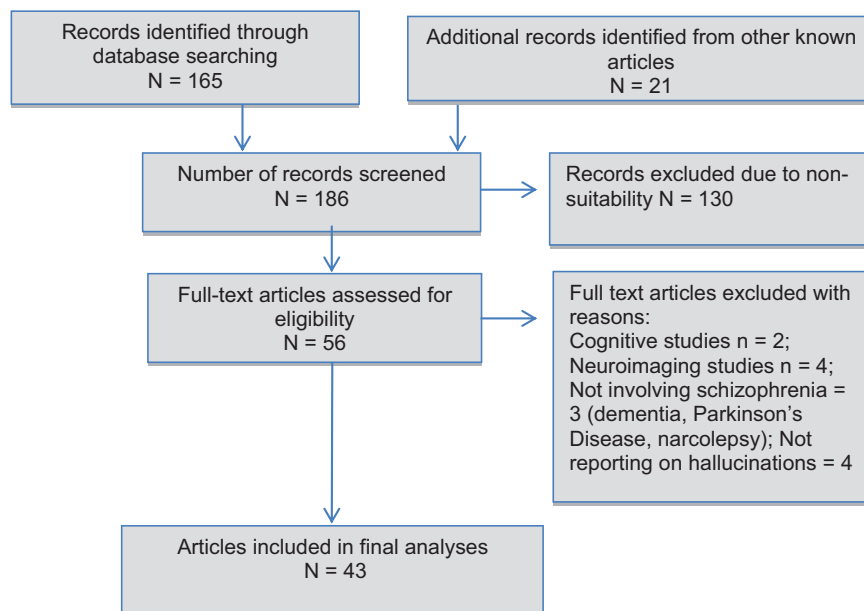 Records identified through
database searching
N = 165
Additional records identified from other known
articles
N = 21
Number of records screened
N = 186
Records excluded due to non-
suitability N = 130
Full-text articles assessed for
eligibility
N = 56
Full text articles excluded with
reasons:
Cognitive studies n = 2;
Neuroimaging studies n = 4;
Not involving schizophrenia =
3 (dementia, Parkinson's
Disease, narcolepsy); Not
reporting on hallucinations = 4
Articles included in final analyses
N = 43